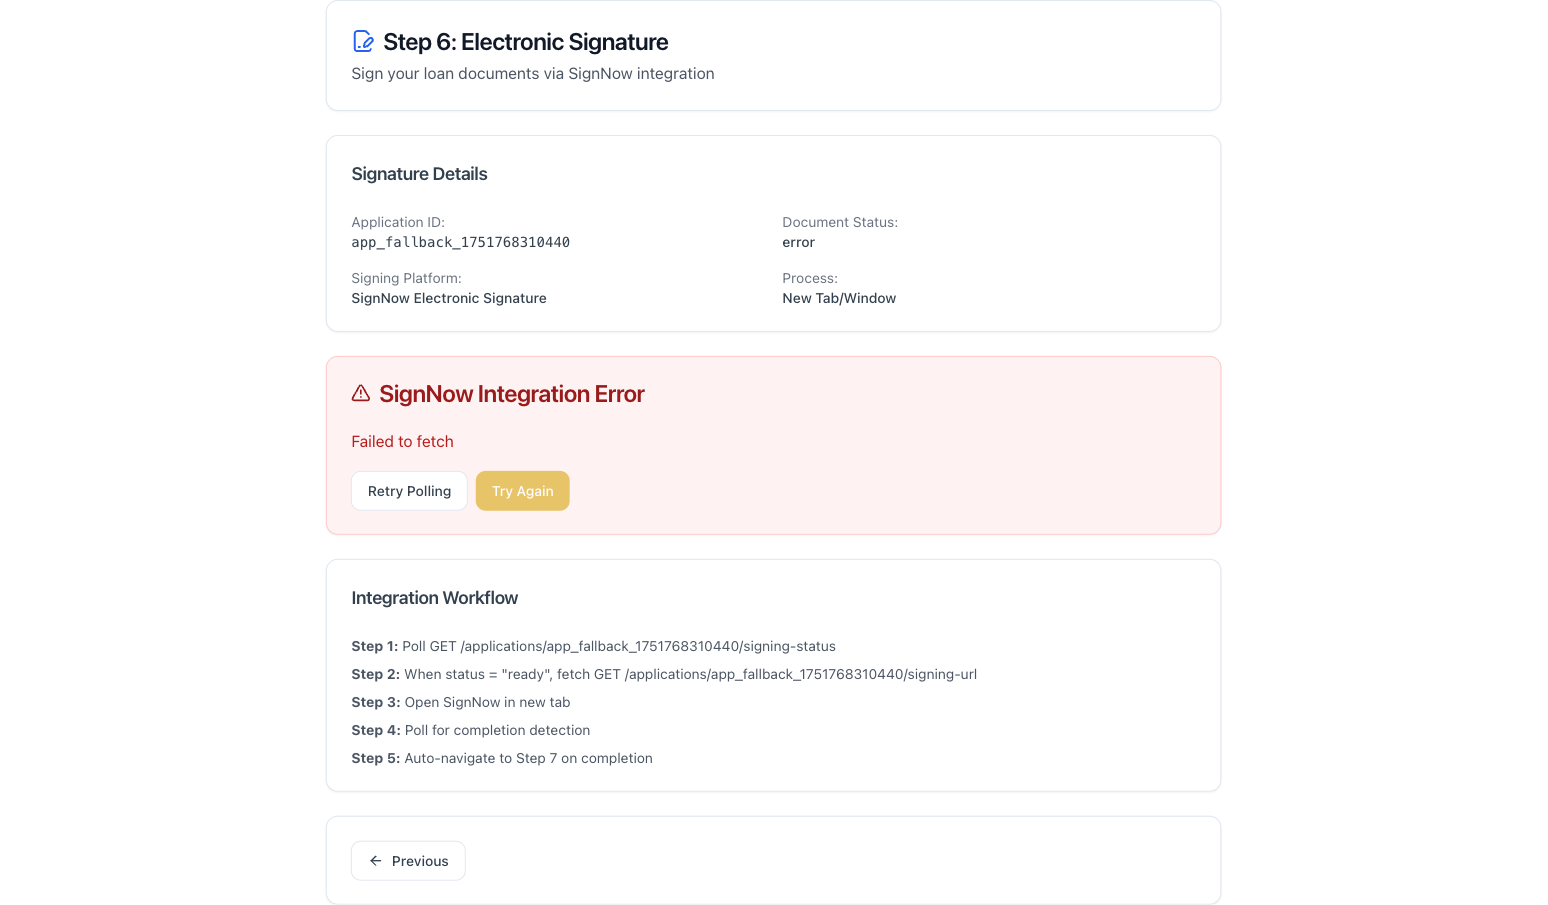 Step 6: Electronic Signature
Sign your loan documents via SignNow integration
Signature Details
Application ID:
app_fallback_1751768310440
Document Status:
error
Signing Platform:
SignNow Electronic Signature
Process:
New Tab/Window
SignNow Integration Error
Failed to fetch
Retry Polling
Try Again
Integration Workflow
Step 1: Poll GET /applications/app_fallback_1751768310440/signing-status
Step 2: When status = "ready", fetch GET /applications/app_fallback_1751768310440/signing-url
Step 3: Open SignNow in new tab
Step 4: Poll for completion detection
Step 5: Auto-navigate to Step 7 on completion
Previous